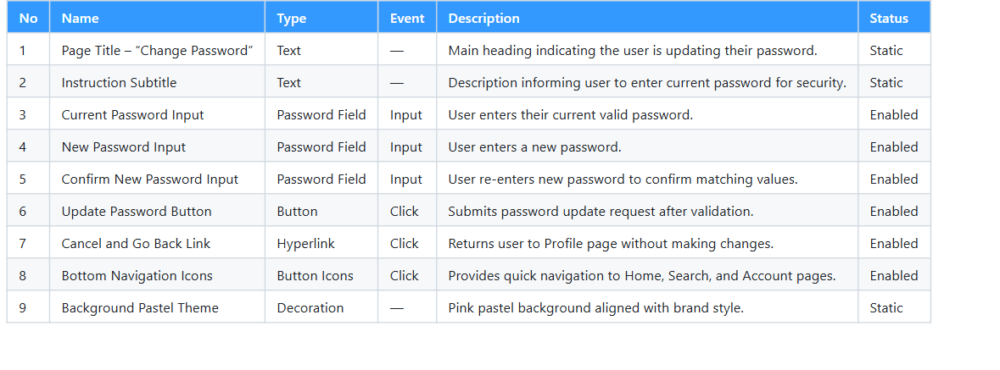 No Name Type Event Description Status
1 Page Title – “Change Password” Text — Main heading indicating the user is updating their password. Static
2 Instruction Subtitle Text — Description informing user to enter current password for security. Static
3 Current Password Input Password Field Input User enters their current valid password. Enabled
4 New Password Input Password Field Input User enters a new password. Enabled
5 Confirm New Password Input Password Field Input User re-enters new password to confirm matching values. Enabled
6 Update Password Button Button Click Submits password update request after validation. Enabled
7 Cancel and Go Back Link Hyperlink Click Returns user to Profile page without making changes. Enabled
8 Bottom Navigation Icons Button Icons Click Provides quick navigation to Home, Search, and Account pages. Enabled
9 Background Pastel Theme Decoration — Pink pastel background aligned with brand style. Static